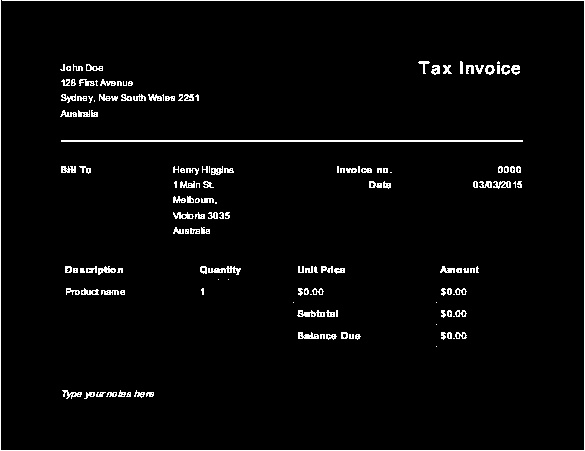 Tax Invoice
John Doe
128 First Avenue
Sydney, New South Wales 2251
Australia
Bill To Henry Higgins Invoice no. 0000
1 Main St. Date 03/03/2015
Melbourn,
Victoria 3035
Australia
Description Quantity Unit Price Amount
Product name 1 $0.00 $0.00
Subtotal $0.00
Balance Due $0.00
Type your notes here